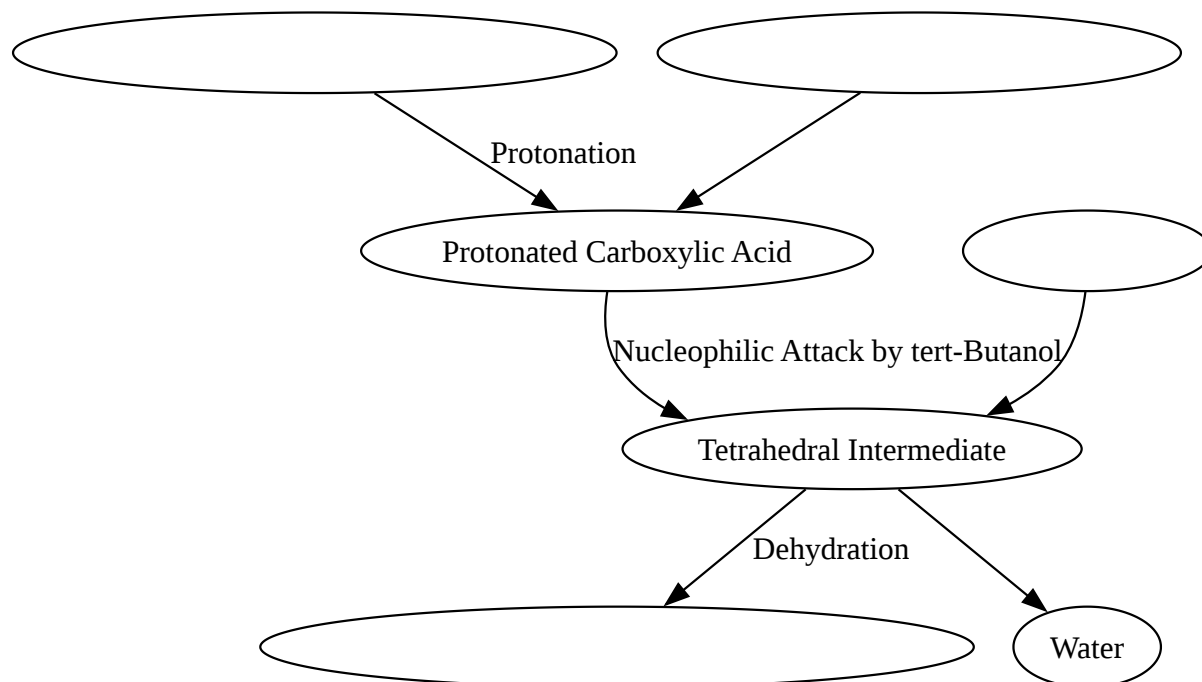 Protonation
Protonated Carboxylic Acid
Nucleophilic Attack by tert-Butanol
Tetrahedral Intermediate
Dehydration
Water